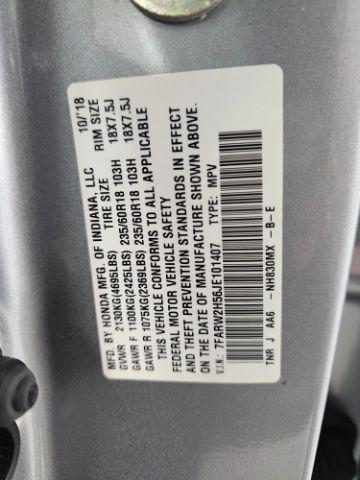 MFD. BY HONDA MFG. OF INDIANA, LLC 10/'18
TIRE SIZE RIM SIZE
GVWR 2130KG(4695LBS)
GAWR F 1100KG(2425LBS) 235/60R18 103H 18X7.5J
GAWR R 1075KG(2369LBS) 235/60R18 103H 18X7.5J
THIS VEHICLE CONFORMS TO ALL APPLICABLE
FEDERAL MOTOR VEHICLE SAFETY
AND THEFT PREVENTION STANDARDS IN EFFECT
ON THE DATE OF MANUFACTURE SHOWN ABOVE.
V.I.N.: 7FARW2H56JE101407 TYPE: MPV
TNR J AA6 -NH830MX -B-E